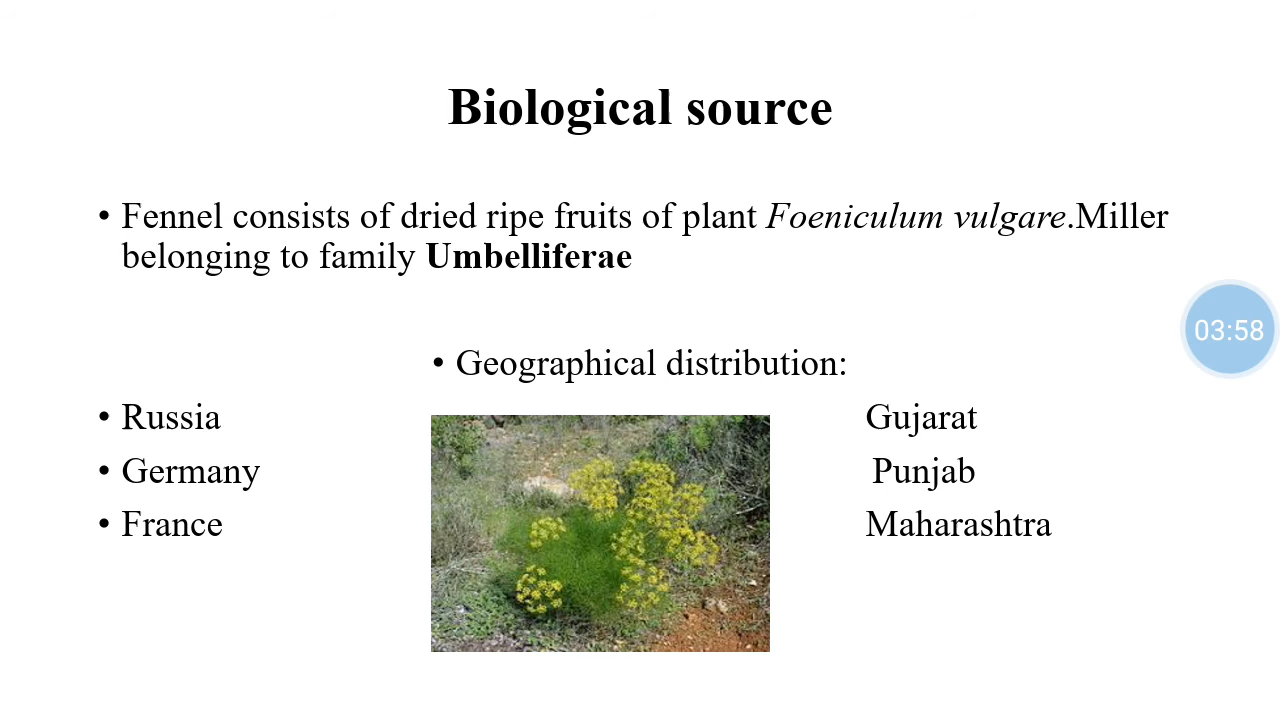 Biological source
• Fennel consists of dried ripe fruits of plant Foeniculum vulgare.Miller
belonging to family Umbelliferae
03:58
• Geographical distribution:
• Russia Gujarat
• Germany Punjab
• France Maharashtra